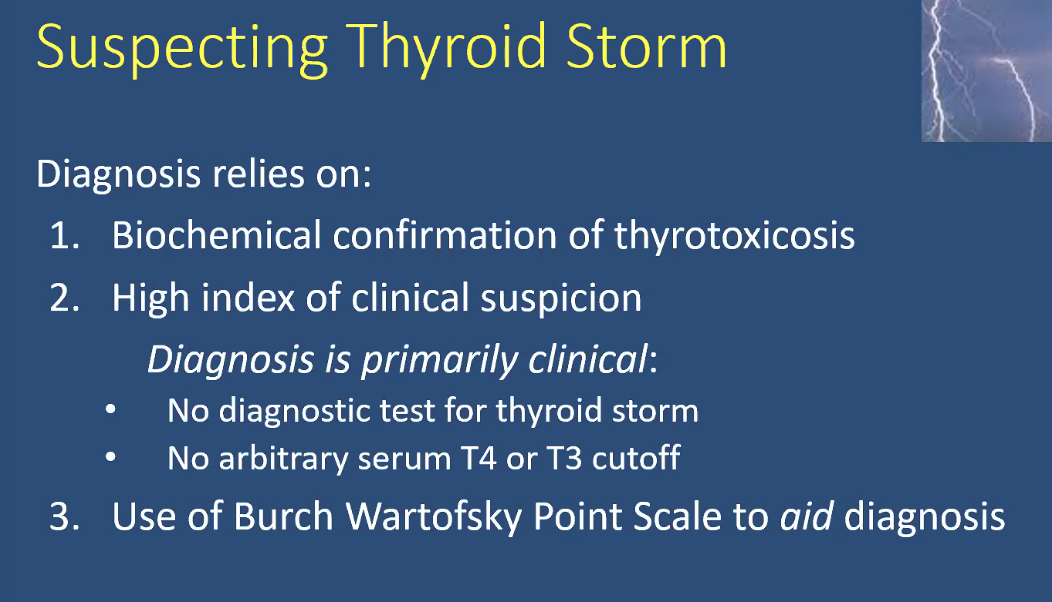 Suspecting Thyroid Storm
Diagnosis relies on:
1. Biochemical confirmation of thyrotoxicosis
2. High index of clinical suspicion
Diagnosis is primarily clinical:
• No diagnostic test for thyroid storm
• No arbitrary serum T4 or T3 cutoff
3. Use of Burch Wartofsky Point Scale to aid diagnosis